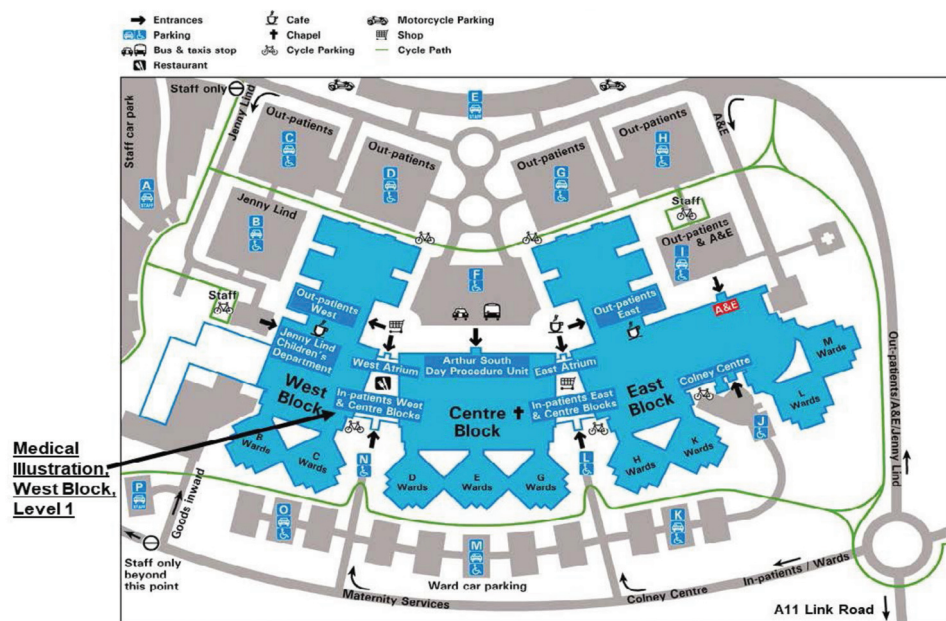 Entrances
Parking
Bus & taxis stop
Restaurant
Cafe
Chapel
Cycle Parking
Motorcycle Parking
Shop
Cycle Path
Staff only
Jenny Lind
Staff car park
A
STAFF
Out-patients
C
Out-patients
D
E
STAFF
Out-patients
G
Out-patients
H
A&E
Jenny Lind
B
Staff
Out-patients
& A&E
I
F
Staff
Out-patients
West
Out-patients
East
A&E
Jenny Lind
Children's
Department
West Atrium
Arthur South
Day Procedure Unit
East Atrium
Colney Centre
M
Wards
L
Wards
West
Block
In-patients West
& Centre Blocks
Centre
Block
In-patients East
& Centre Blocks
East
Block
J
B
Wards
C
Wards
N
D
Wards
E
Wards
G
Wards
L
H
Wards
K
Wards
Medical
Illustration,
West Block,
Level 1
P
STAFF
Goods inward
O
M
K
Staff only
beyond
this point
Ward car parking
Maternity Services
Colney Centre
In-patients / Wards
Out-patients/A&E/Jenny Lind
A11 Link Road